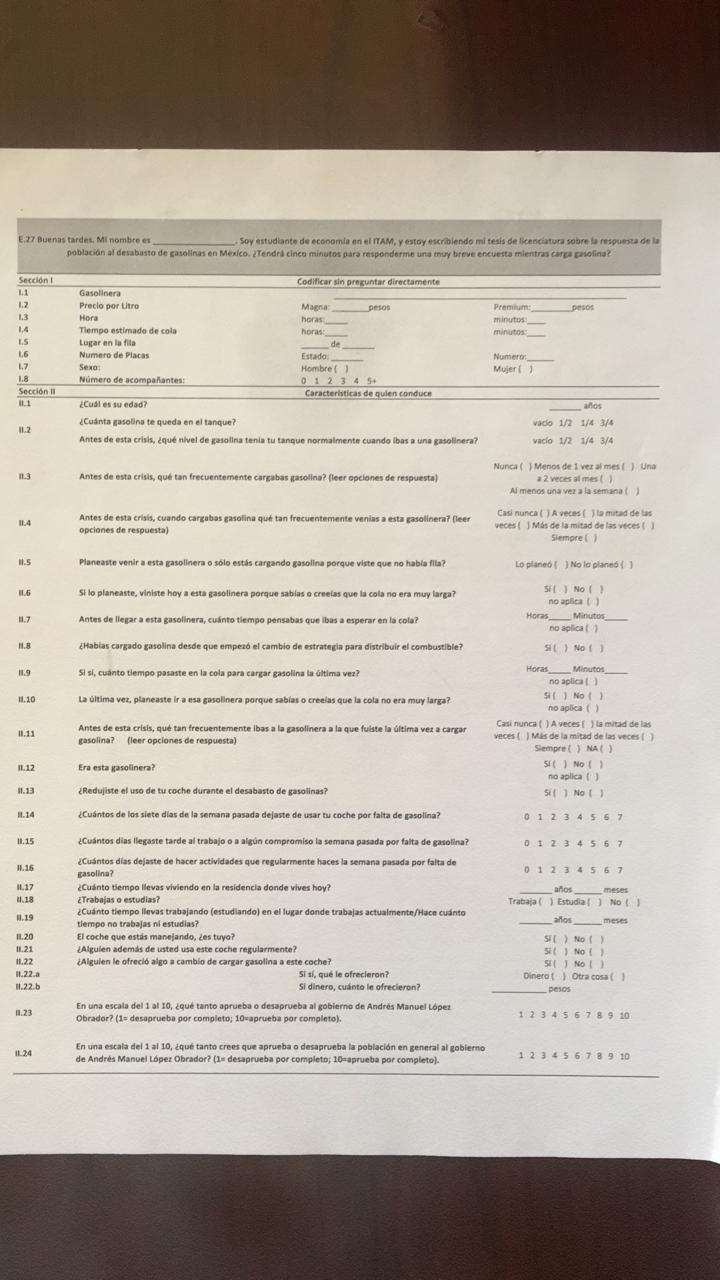 E.27 Buenas tardes. Mi nombre es ________________. Soy estudiante de economía en el ITAM, y estoy escribiendo mi tesis de licenciatura sobre la respuesta de la
población al desabasto de gasolinas en México. ¿Tendrá cinco minutos para responderme una muy breve encuesta mientras carga gasolina?
Sección I Codificar sin preguntar directamente
I.1 Gasolinera
I.2 Precio por Litro Magna:_______pesos Premium:_______pesos
I.3 Hora horas:____ minutos:____
I.4 Tiempo estimado de cola horas:____ minutos:____
I.5 Lugar en la fila _____ de ______
I.6 Numero de Placas Estado:______ Numero:_____
I.7 Sexo: Hombre ( ) Mujer ( )
I.8 Número de acompañantes: 0 1 2 3 4 5+
Sección II Características de quien conduce
II.1 ¿Cuál es su edad? ______ años
II.2 ¿Cuánta gasolina te queda en el tanque? vacío 1/2 1/4 3/4
Antes de esta crisis, ¿qué nivel de gasolina tenía tu tanque normalmente cuando ibas a una gasolinera? vacío 1/2 1/4 3/4
II.3 Antes de esta crisis, qué tan frecuentemente cargabas gasolina? (leer opciones de respuesta) Nunca ( ) Menos de 1 vez al mes ( ) Una
a 2 veces al mes ( )
Al menos una vez a la semana ( )
II.4 Antes de esta crisis, cuando cargabas gasolina qué tan frecuentemente venías a esta gasolinera? (leer
opciones de respuesta) Casi nunca ( ) A veces ( ) la mitad de las
veces ( ) Más de la mitad de las veces ( )
Siempre ( )
II.5 Planeaste venir a esta gasolinera o sólo estás cargando gasolina porque viste que no había fila? Lo planeó ( ) No lo planeó ( )
II.6 Si lo planeaste, viniste hoy a esta gasolinera porque sabías o creeías que la cola no era muy larga? Sí ( ) No ( )
no aplica ( )
II.7 Antes de llegar a esta gasolinera, cuánto tiempo pensabas que ibas a esperar en la cola? Horas_____ Minutos_____
no aplica ( )
II.8 ¿Habías cargado gasolina desde que empezó el cambio de estrategia para distribuir el combustible? Sí ( ) No ( )
II.9 Si sí, cuánto tiempo pasaste en la cola para cargar gasolina la última vez? Horas_____ Minutos_____
no aplica ( )
II.10 La última vez, planeaste ir a esa gasolinera porque sabías o creeías que la cola no era muy larga? Sí ( ) No ( )
no aplica ( )
II.11 Antes de esta crisis, qué tan frecuentemente ibas a la gasolinera a la que fuiste la última vez a cargar
gasolina? (leer opciones de respuesta) Casi nunca ( ) A veces ( ) la mitad de las
veces ( ) Más de la mitad de las veces ( )
Siempre ( ) NA ( )
II.12 Era esta gasolinera? Sí ( ) No ( )
no aplica ( )
II.13 ¿Redujiste el uso de tu coche durante el desabasto de gasolinas? Sí ( ) No ( )
II.14 ¿Cuántos de los siete días de la semana pasada dejaste de usar tu coche por falta de gasolina? 0 1 2 3 4 5 6 7
II.15 ¿Cuántos días llegaste tarde al trabajo o a algún compromiso la semana pasada por falta de gasolina? 0 1 2 3 4 5 6 7
II.16 ¿Cuántos días dejaste de hacer actividades que regularmente haces la semana pasada por falta de
gasolina? 0 1 2 3 4 5 6 7
II.17 ¿Cuánto tiempo llevas viviendo en la residencia donde vives hoy? ______ años______ meses
II.18 ¿Trabajas o estudias? Trabaja ( ) Estudia ( ) No ( )
II.19 ¿Cuánto tiempo llevas trabajando (estudiando) en el lugar donde trabajas actualmente/Hace cuánto
tiempo no trabajas ni estudias? ______ años______ meses
II.20 El coche que estás manejando, ¿es tuyo? Sí ( ) No ( )
II.21 ¿Alguien además de usted usa este coche regularmente? Sí ( ) No ( )
II.22 ¿Alguien le ofreció algo a cambio de cargar gasolina a este coche? Sí ( ) No ( )
II.22.a Si sí, qué le ofrecieron? Dinero ( ) Otra cosa ( )
II.22.b Si dinero, cuánto le ofrecieron? __________ pesos
II.23 En una escala del 1 al 10, ¿qué tanto aprueba o desaprueba al gobierno de Andrés Manuel López
Obrador? (1= desaprueba por completo; 10=aprueba por completo). 1 2 3 4 5 6 7 8 9 10
II.24 En una escala del 1 al 10, ¿qué tanto crees que aprueba o desaprueba la población en general al gobierno
de Andrés Manuel López Obrador? (1= desaprueba por completo; 10=aprueba por completo). 1 2 3 4 5 6 7 8 9 10